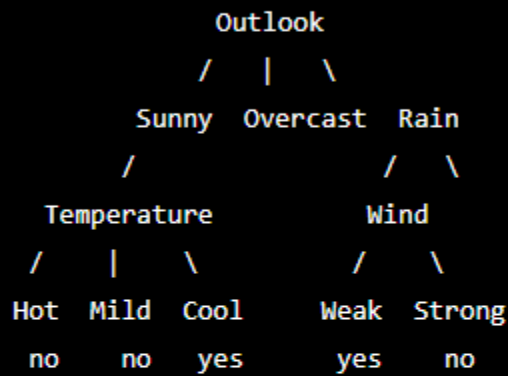 Outlook
/ | \
Sunny Overcast Rain
/ / \
Temperature Wind
/ | \ / \
Hot Mild Cool Weak Strong
no no yes yes no